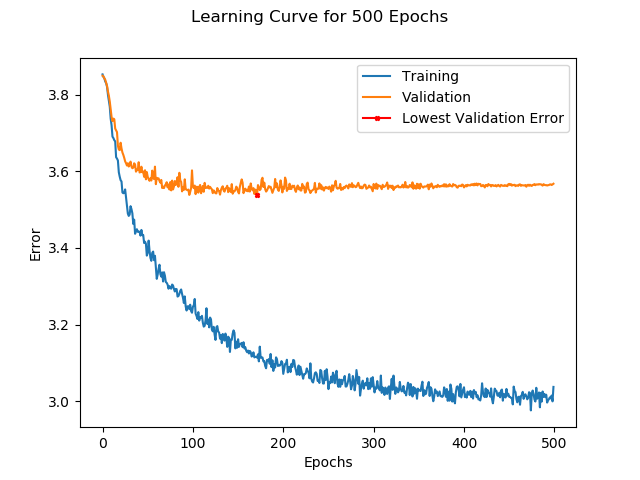 Learning Curve for 500 Epochs
Training
Validation
Lowest Validation Error
3.8
3.6
3.4
3.2
3.0
Error
0
100
200
300
400
500
Epochs